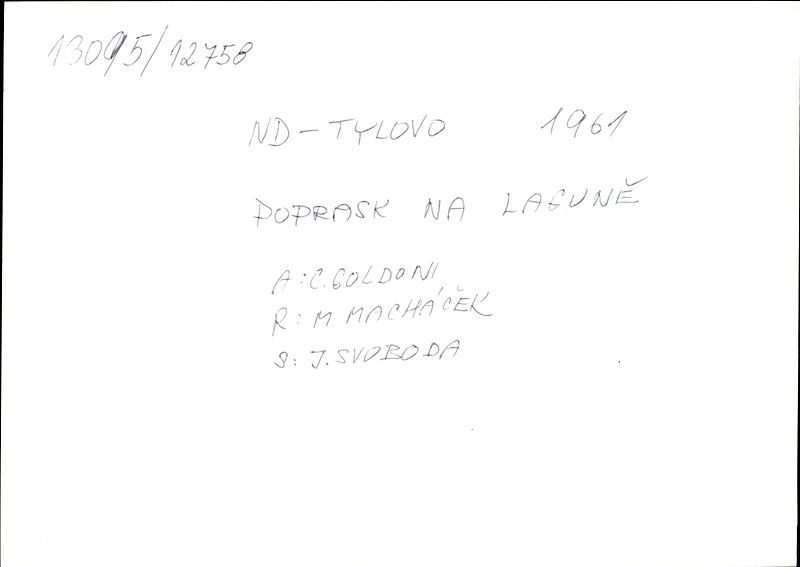 13095/12758
ND - TYLOVO 1961
POPRASK NA LAGUNĚ
A: C. GOLDONI
R: M MACHÁČEK
S: J. SVOBODA